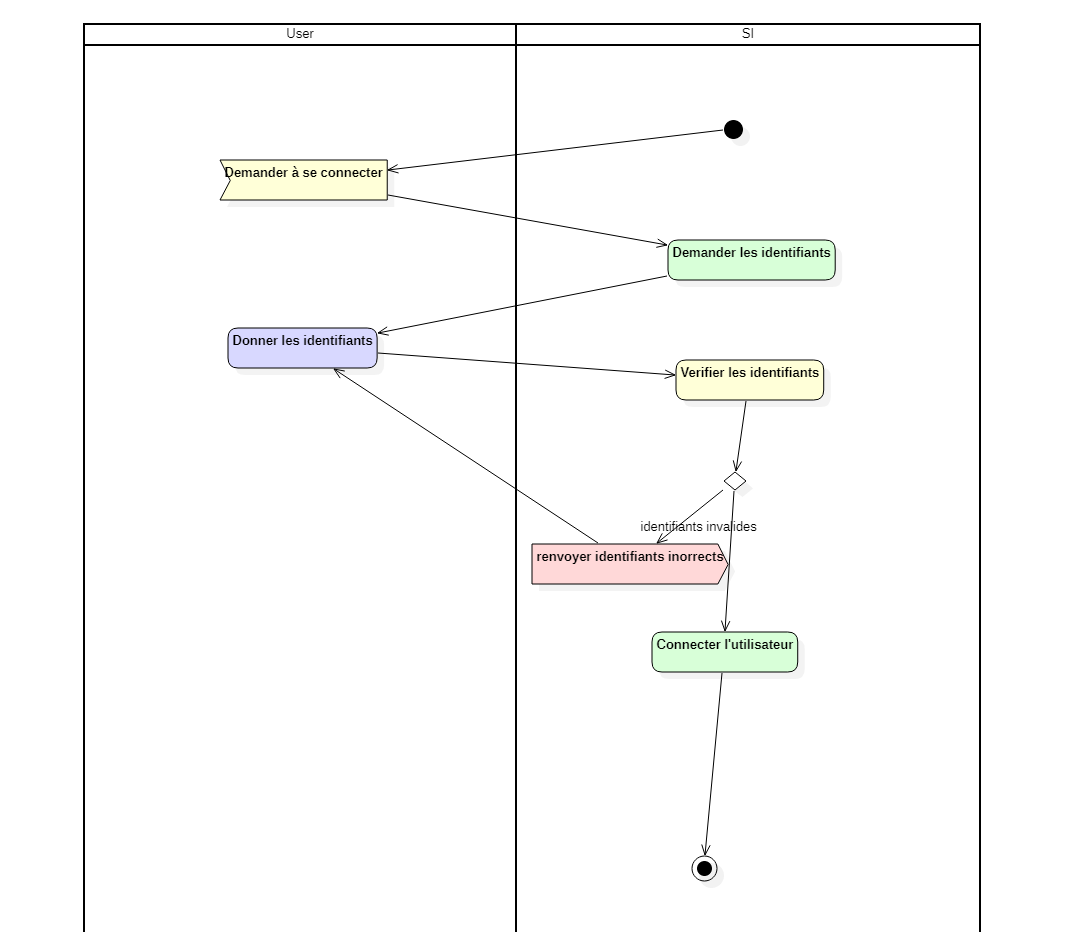 User
SI
Demander à se connecter
Demander les identifiants
Donner les identifiants
Verifier les identifiants
identifiants invalides
renvoyer identifiants inorrects
Connecter l'utilisateur